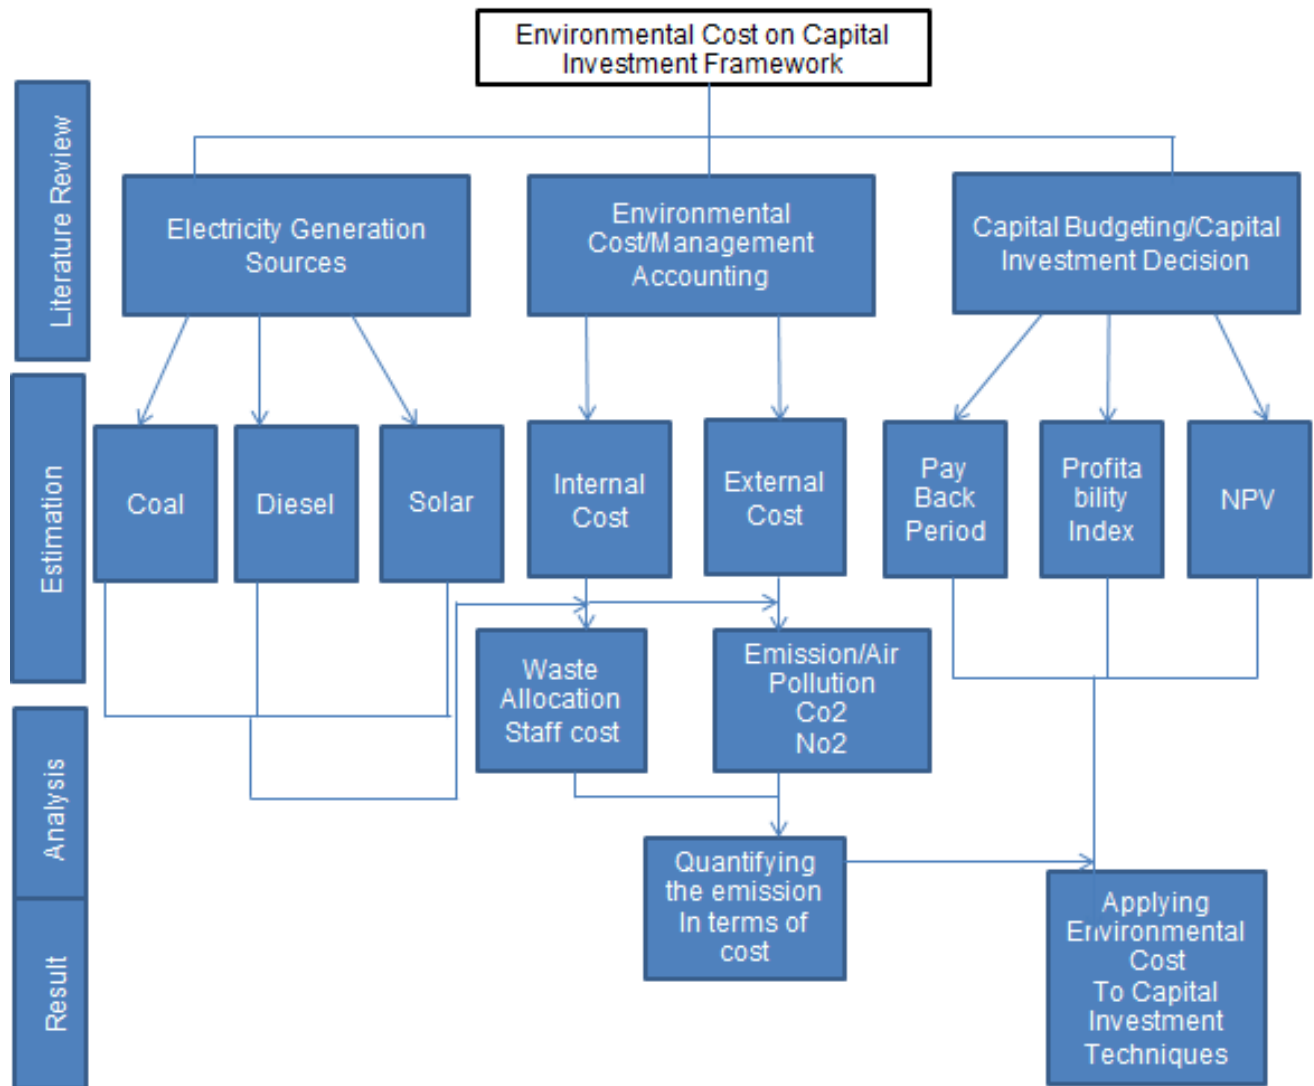 Environmental Cost on Capital
Investment Framework
Literature Review
Electricity Generation
Sources
Environmental
Cost/Management
Accounting
Capital Budgeting/Capital
Investment Decision
Estimation
Coal
Diesel
Solar
Internal
Cost
External
Cost
Pay
Back
Period
Profita
bility
Index
NPV
Waste
Allocation
Staff cost
Emission/Air
Pollution
Co2
No2
Analysis
Quantifying
the emission
In terms of
cost
Result
Applying
Environmental
Cost
To Capital
Investment
Techniques